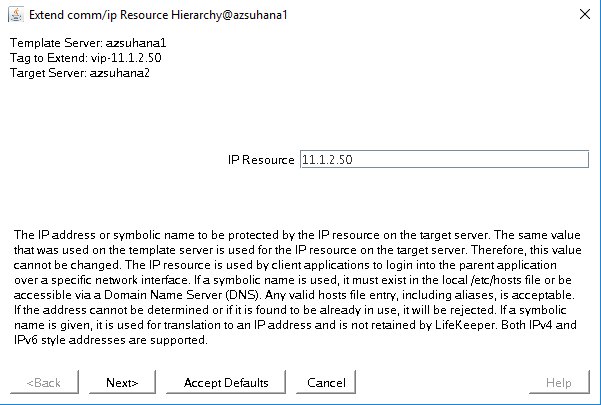 Extend comm/ip Resource Hierarchy@azsuhana1
Template Server: azsuhana1
Tag to Extend: vip-11.1.2.50
Target Server: azsuhana2
IP Resource 11.1.2.50
The IP address or symbolic name to be protected by the IP resource on the target server. The same value
that was used on the template server is used for the IP resource on the target server. Therefore, this value
cannot be changed. The IP resource is used by client applications to login into the parent application
over a specific network interface. If a symbolic name is used, it must exist in the local /etc/hosts file or be
accessible via a Domain Name Server (DNS). Any valid hosts file entry, including aliases, is acceptable.
If the address cannot be determined or if it is found to be already in use, it will be rejected. If a symbolic
name is given, it is used for translation to an IP address and is not retained by LifeKeeper. Both IPv4 and
IPv6 style addresses are supported.
<Back Next> Accept Defaults Cancel Help